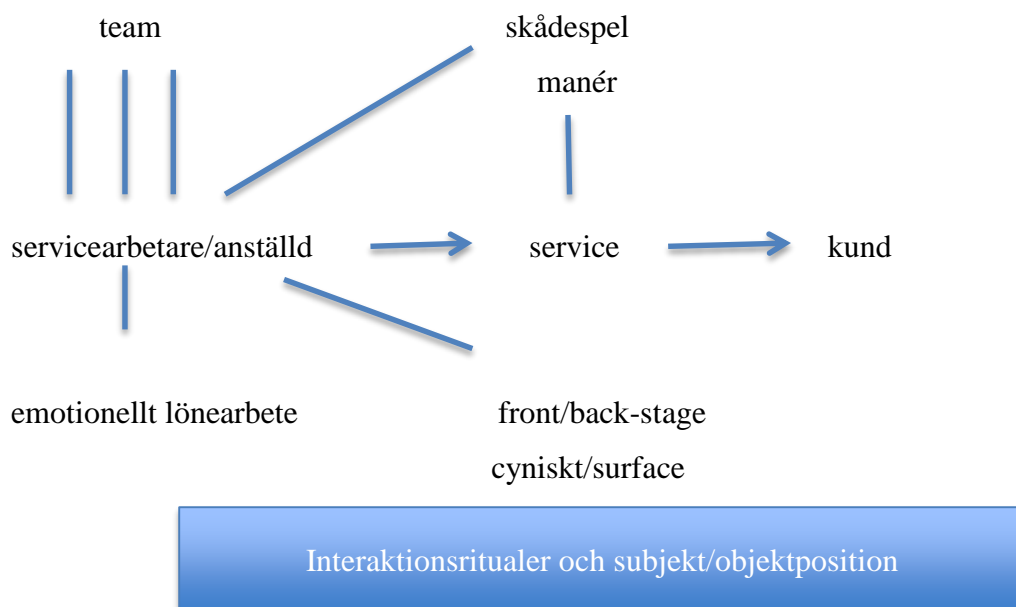 team
skådespel
manér
servicearbetare/anställd
service
kund
emotionellt lönearbete
front/back-stage
cyniskt/surface
Interaktionsritualer och subjekt/objektposition